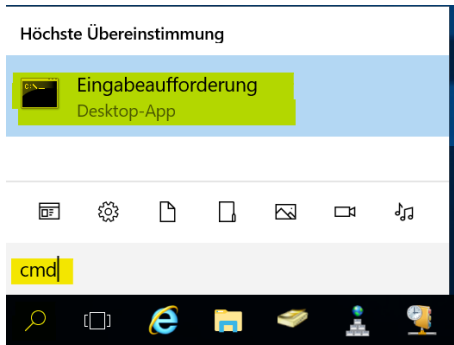 Höchste Übereinstimmung
C:\_
Eingabeaufforderung
Desktop-App
cmd